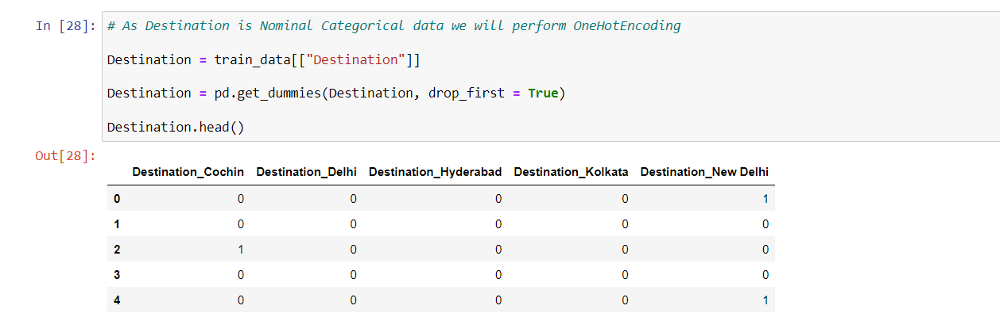 In [28]: # As Destination is Nominal Categorical data we will perform OneHotEncoding
Destination = train_data[["Destination"]]
Destination = pd.get_dummies(Destination, drop_first = True)
Destination.head()
Out[28]:
Destination_Cochin Destination_Delhi Destination_Hyderabad Destination_Kolkata Destination_New Delhi
0 0 0 0 0 1
1 0 0 0 0 0
2 1 0 0 0 0
3 0 0 0 0 0
4 0 0 0 0 1